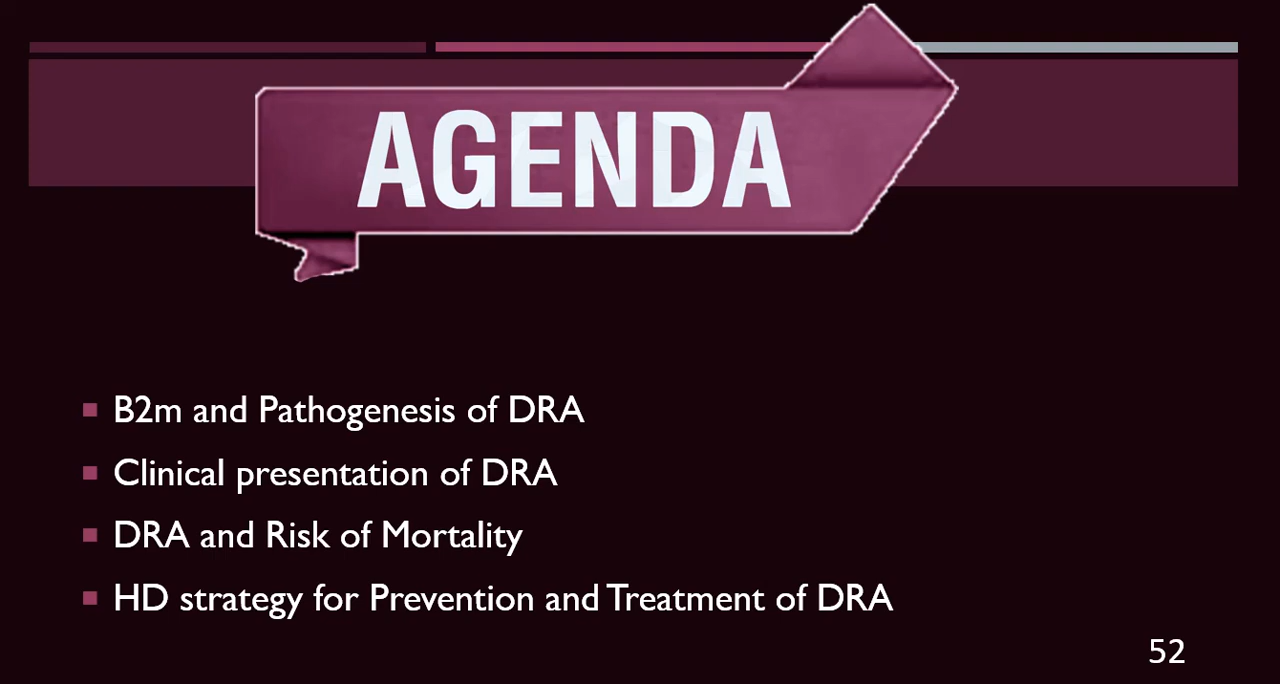 AGENDA
B2m and Pathogenesis of DRA
Clinical presentation of DRA
DRA and Risk of Mortality
HD strategy for Prevention and Treatment of DRA
52